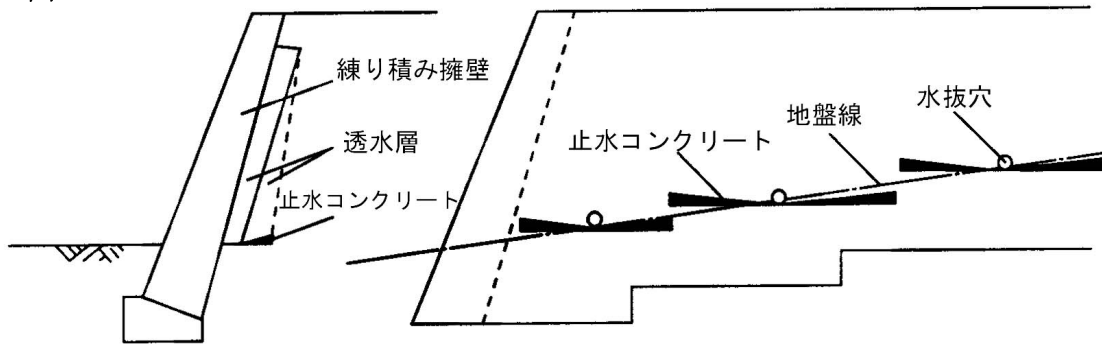 練り積み擁壁
透水層
止水コンクリート
止水コンクリート
地盤線
水抜穴